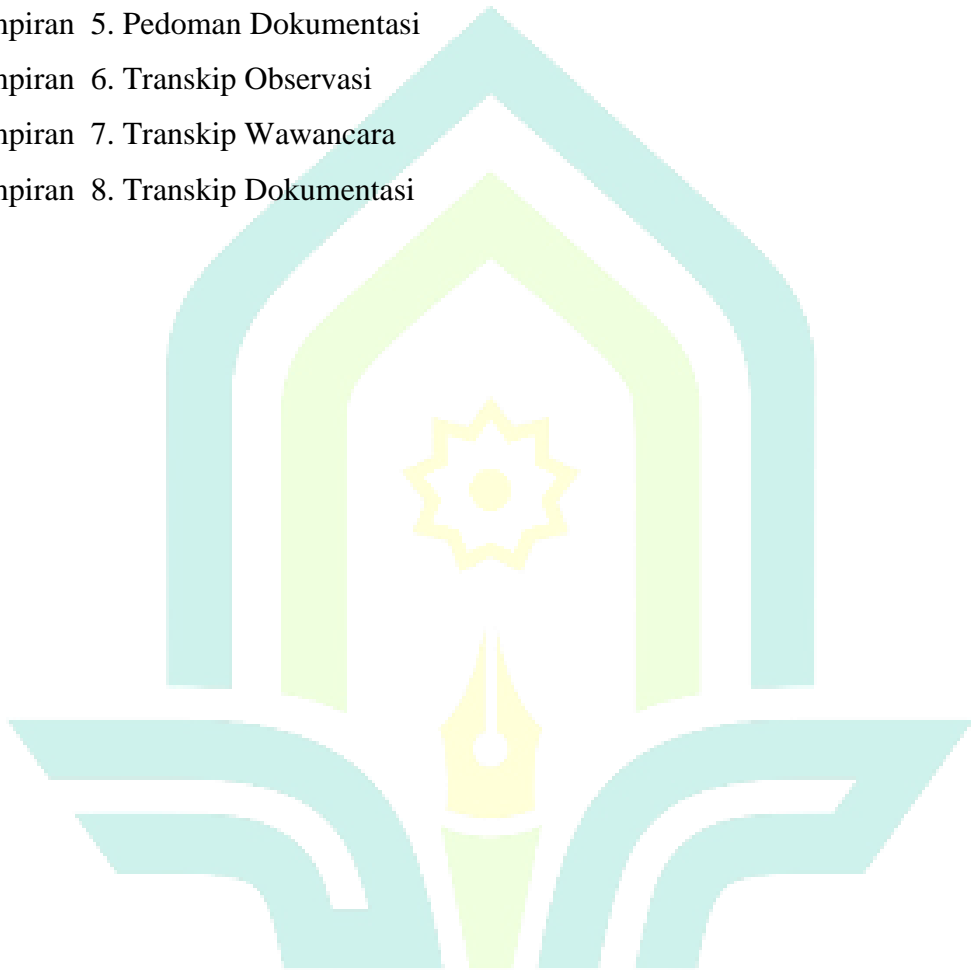 npiran 5. Pedoman Dokumentasi
npiran 6. Transkip Observasi
npiran 7. Transkip Wawancara
npiran 8. Transkip Dokumentasi